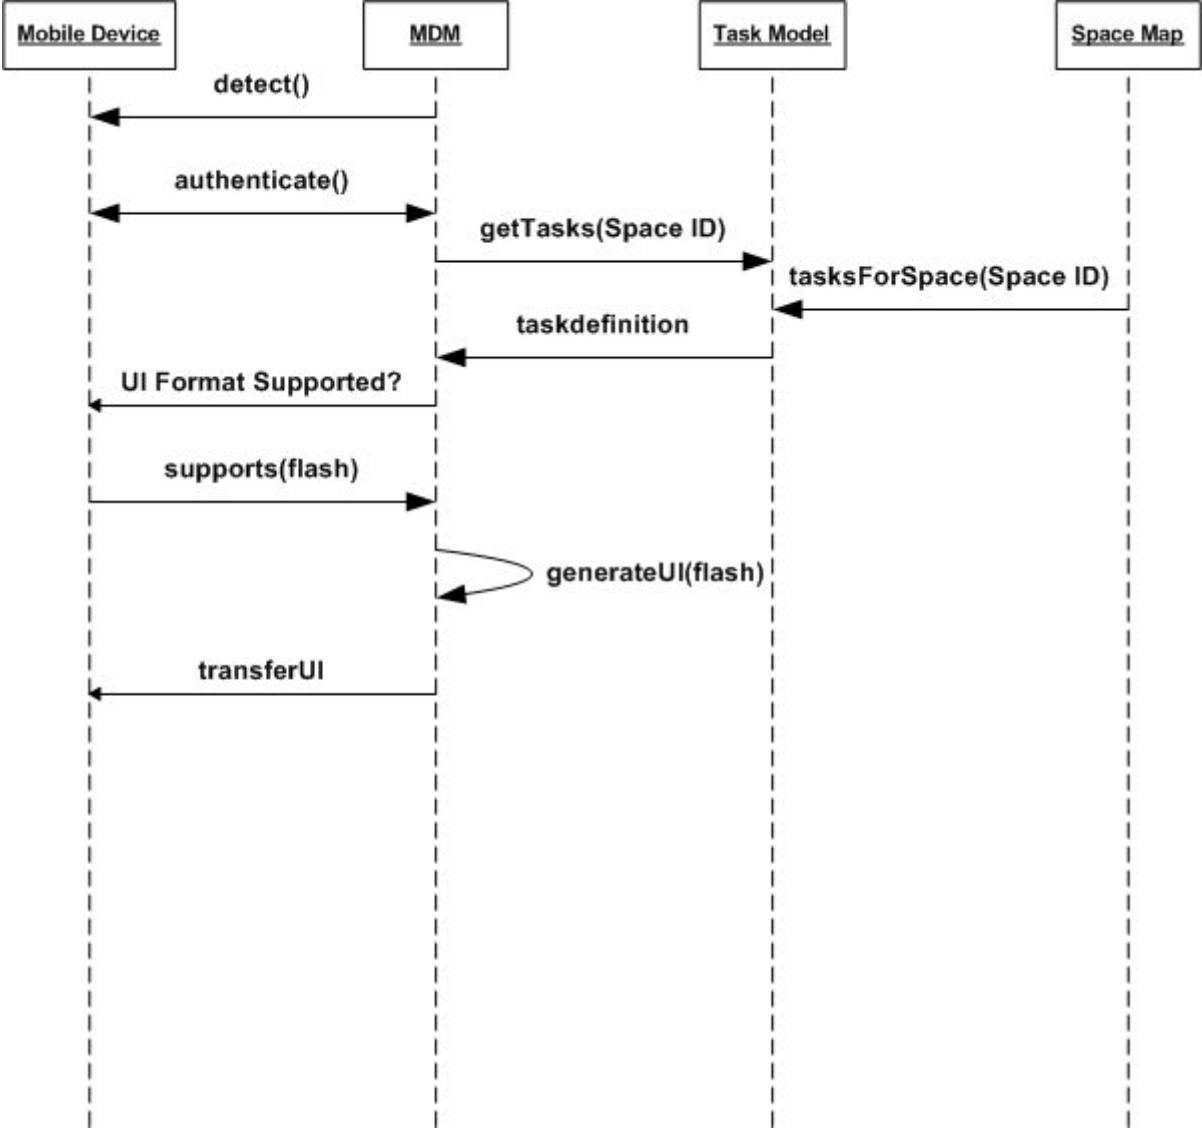 Mobile Device
MDM
Task Model
Space Map
detect()
authenticate()
getTasks(Space ID)
tasksForSpace(Space ID)
taskdefinition
UI Format Supported?
supports(flash)
generateUI(flash)
transferUI